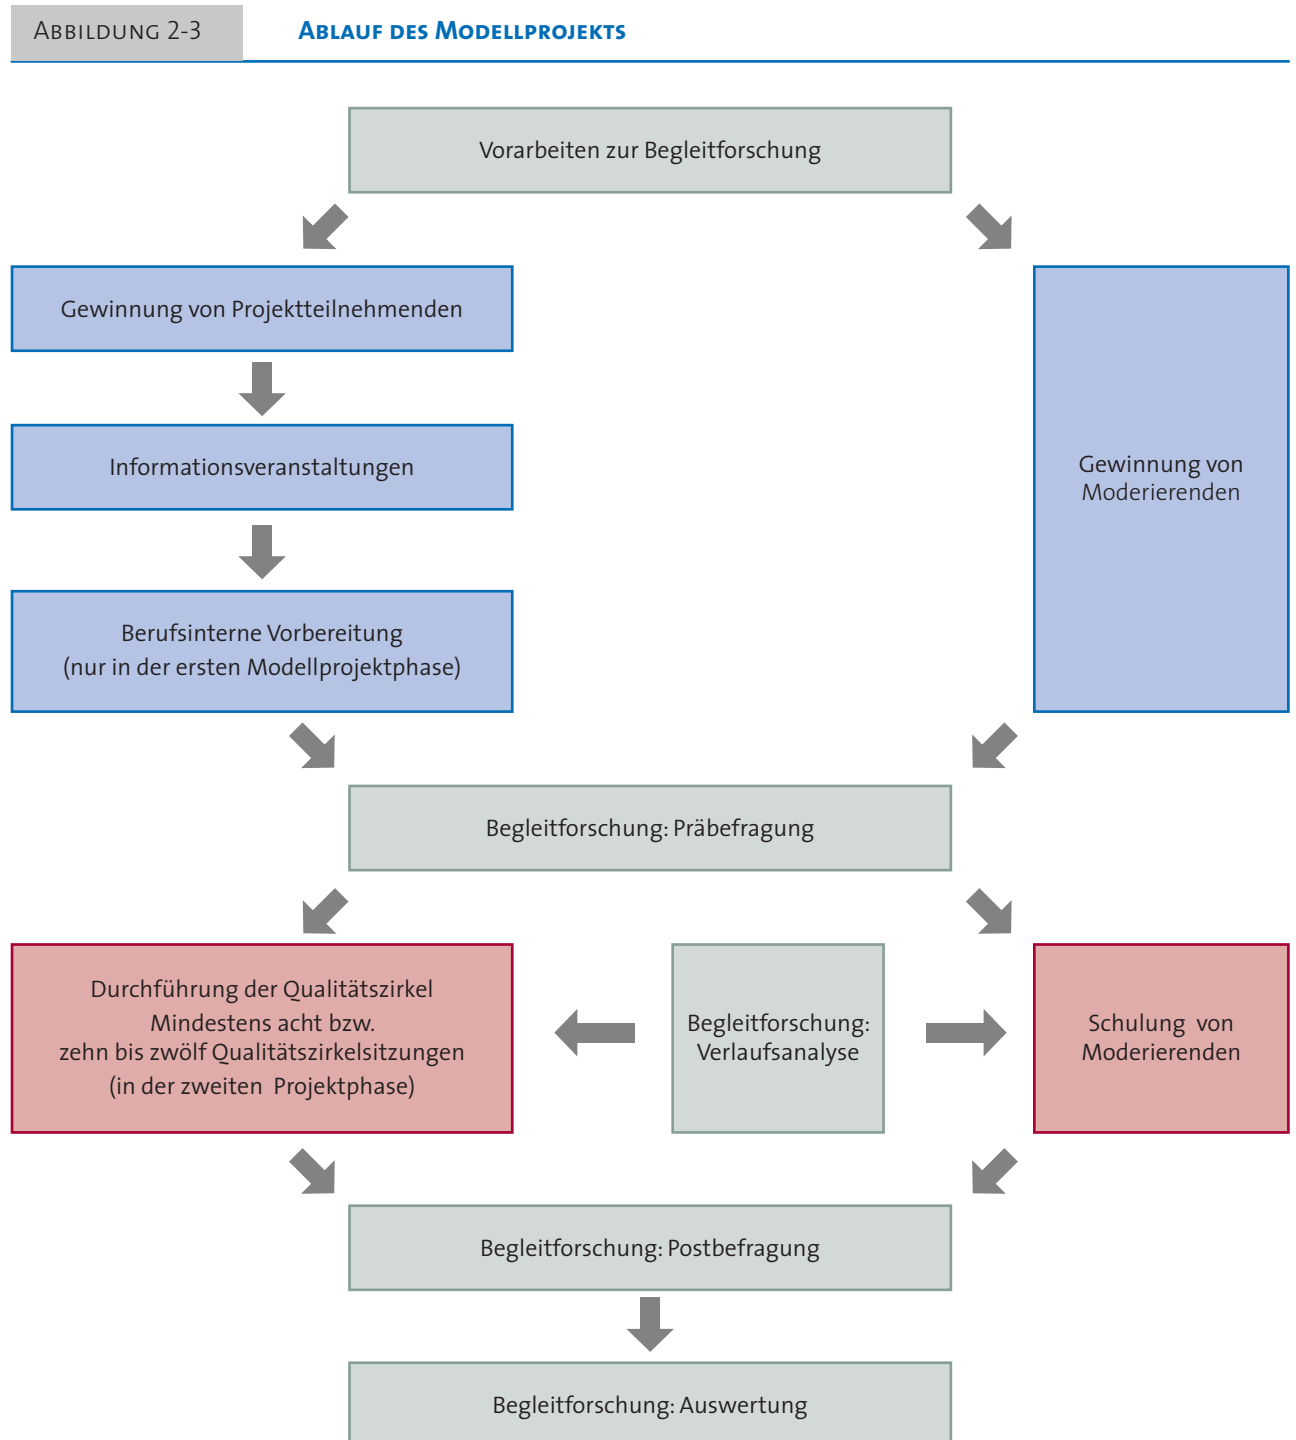 ABBILDUNG 2-3
ABLAUF DES MODELLPROJEKTS
Vorarbeiten zur Begleitforschung
Gewinnung von Projektteilnehmenden
Informationsveranstaltungen
Gewinnung von
Moderierenden
Berufsinterne Vorbereitung
(nur in der ersten Modellprojektphase)
Begleitforschung: Präbefragung
Durchführung der Qualitätszirkel
Mindestens acht bzw.
zehn bis zwölf Qualitätszirkelsitzungen
(in der zweiten Projektphase)
Begleitforschung:
Verlaufsanalyse
Schulung von
Moderierenden
Begleitforschung: Postbefragung
Begleitforschung: Auswertung